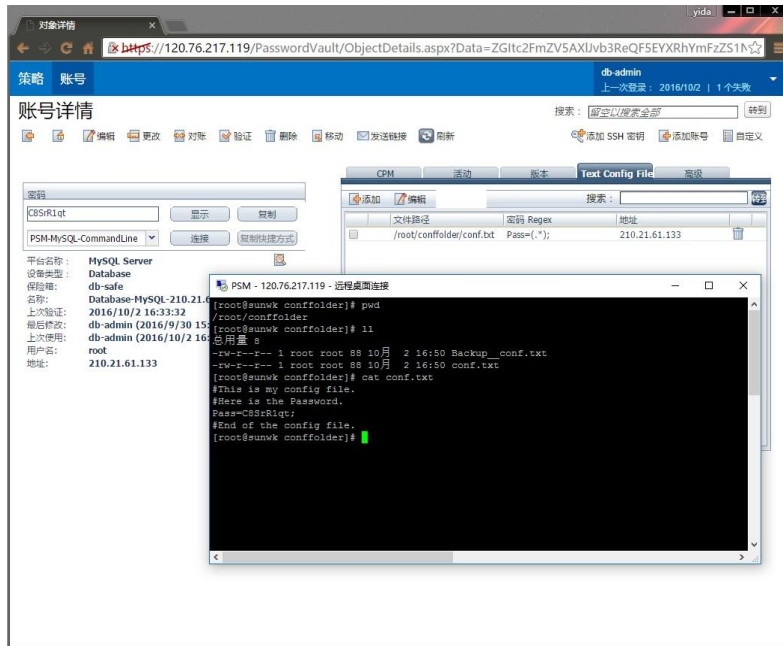 对象详情
yida
https://120.76.217.119/PasswordVault/ObjectDetails.aspx?Data=ZGItc2FmZV5AXlJvb3ReQF5EYXRhYmFzZS1N
策略 账号
db-admin
上一次登录： 2016/10/2 | 1 个失败
账号详情
搜索： 留空以搜索全部 转到
编辑 更改 对账 验证 删除 移动 发送链接 刷新 添加 SSH 密钥 添加账号 自定义
CPM 活动 版本 Text Config File 高级
密码
C8SrR1qt 显示 复制
PSM-MySQL-CommandLine 连接 复制快捷方式
添加 编辑 搜索： 转到
文件路径 密码 Regex 地址
/root/conffolder/conf.txt Pass=(.*); 210.21.61.133
平台名称： MySQL Server
设备类型： Database
保险箱： db-safe
名称： Database-MySQL-210.21.6
上次验证： 2016/10/2 16:33:32
最后修改： db-admin (2016/9/30 15:
上次使用： db-admin (2016/10/2 16:
用户名： root
地址： 210.21.61.133
PSM - 120.76.217.119 - 远程桌面连接
[root@sunwk conffolder]# pwd
/root/conffolder
[root@sunwk conffolder]# ll
总用量 8
-rw-r--r-- 1 root root 88 10月  2 16:50 Backup__conf.txt
-rw-r--r-- 1 root root 88 10月  2 16:50 conf.txt
[root@sunwk conffolder]# cat conf.txt
#This is my config file.
#Here is the Password.
Pass=C8SrR1qt;
#End of the config file.
[root@sunwk conffolder]#